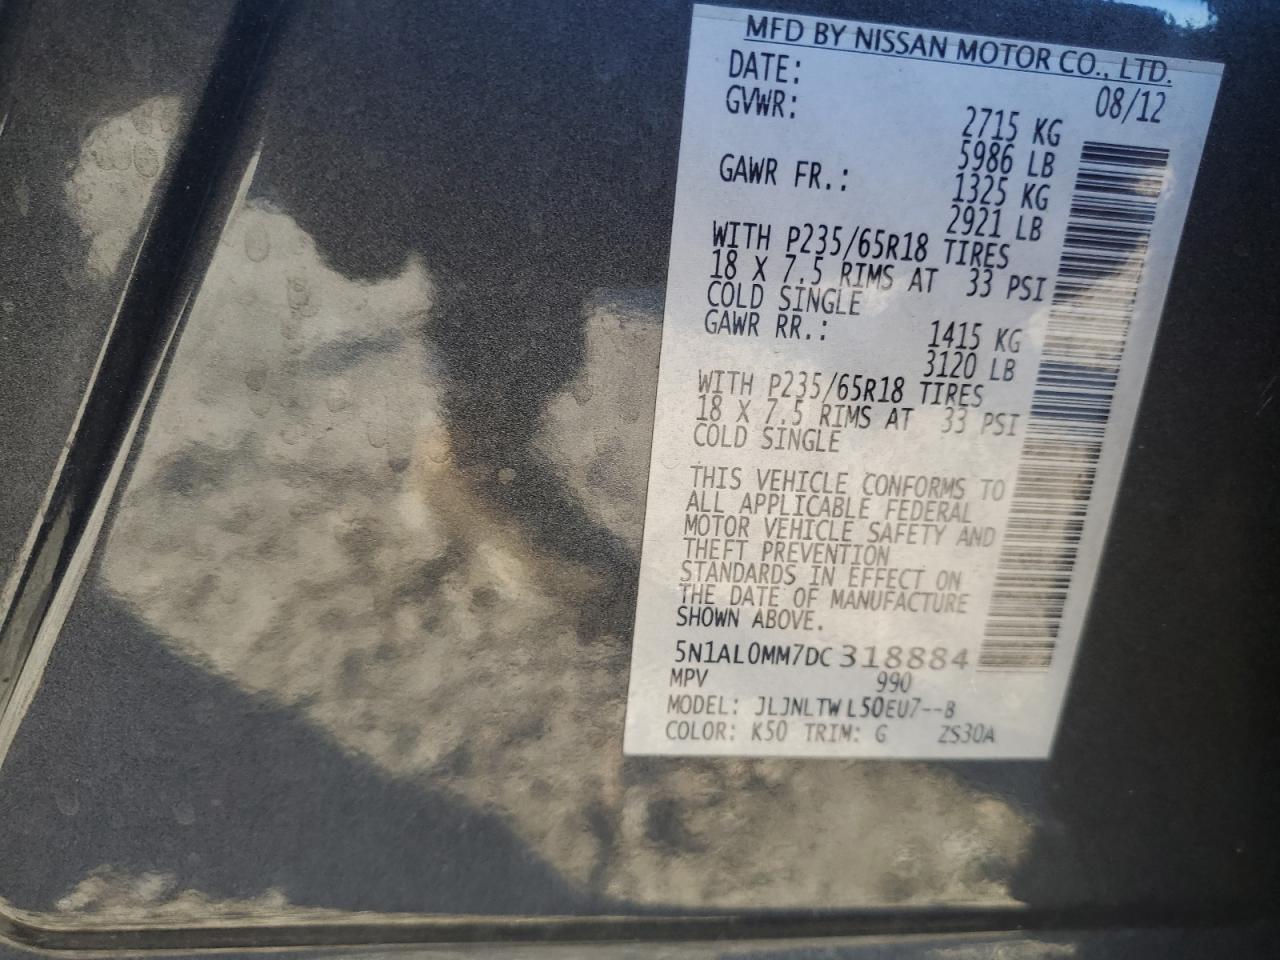 MFD BY NISSAN MOTOR CO., LTD.
DATE: 08/12
GVWR: 2715 KG
5986 LB
GAWR FR.: 1325 KG
2921 LB
WITH P235/65R18 TIRES
18 X 7.5 RIMS AT 33 PSI
COLD SINGLE
GAWR RR.: 1415 KG
3120 LB
WITH P235/65R18 TIRES
18 X 7.5 RIMS AT 33 PSI
COLD SINGLE
THIS VEHICLE CONFORMS TO
ALL APPLICABLE FEDERAL
MOTOR VEHICLE SAFETY AND
THEFT PREVENTION
STANDARDS IN EFFECT ON
THE DATE OF MANUFACTURE
SHOWN ABOVE.
5N1AL0MM7DC318884
MPV 990
MODEL: JLJNLTWL50EU7--B
COLOR: K50 TRIM: G ZS30A